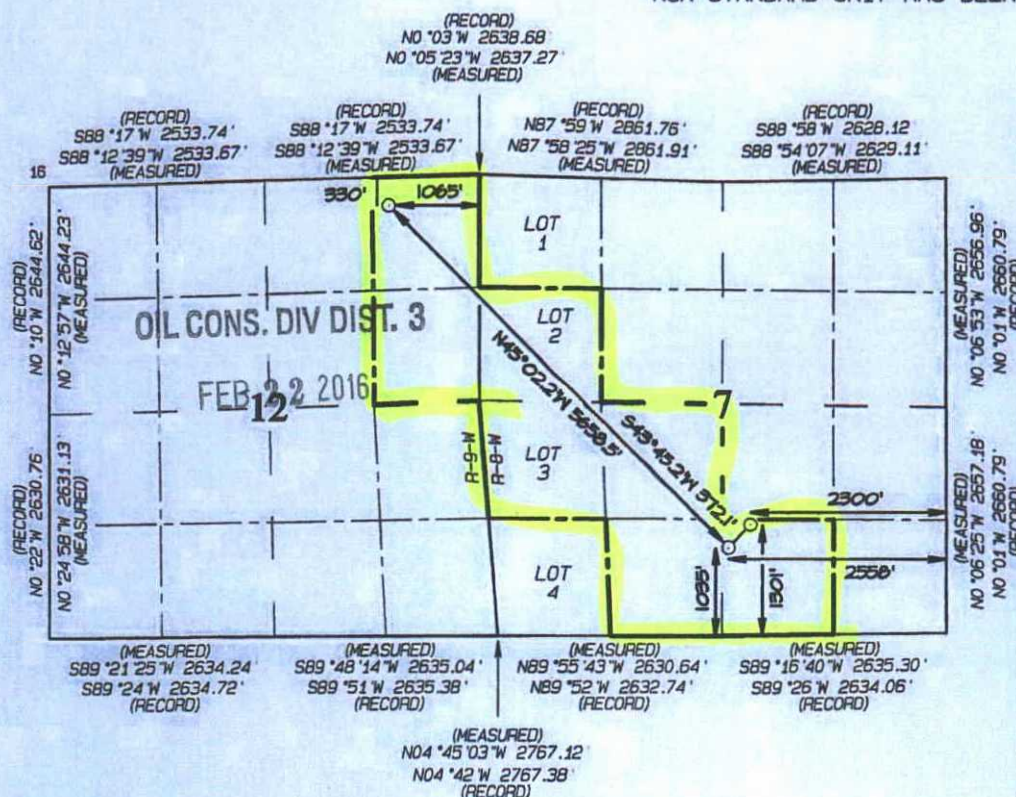 (RECORD)
N0 °03'W 2638.68'
N0 °05'23"W 2637.27'
(MEASURED)
(RECORD)
S88 °17'W 2533.74'
S88 °12'39"W 2533.67'
(MEASURED)
(RECORD)
S88 °17'W 2533.74'
S88 °12'39"W 2533.67'
(MEASURED)
(RECORD)
N87 °59'W 2861.76'
N87 °58'25"W 2861.91'
(MEASURED)
(RECORD)
S88 °58'W 2628.12'
S88 °54'07"W 2629.11'
(MEASURED)
16
330'
1065'
LOT
1
(RECORD)
N0 °10'W 2644.62'
N0 °12'57"W 2644.23'
(MEASURED)
OIL CONS. DIV DIST. 3
FEB 22 2016
12
LOT
2
N45°02.2'W 5650.5'
7
(MEASURED)
N0 °06'53"W 2656.96'
N0 °01'W 2660.79'
(RECORD)
R-9-W
R-8-W
LOT
3
S43°45.2'W 372.1'
2300'
(RECORD)
N0 °22'W 2630.76'
N0 °24'58"W 2631.13'
(MEASURED)
LOT
4
1035'
1301'
2558'
(MEASURED)
N0 °06'25"W 2657.18'
N0 °01'W 2660.79'
(RECORD)
(MEASURED)
S89 °21'25"W 2634.24'
S89 °24'W 2634.72'
(RECORD)
(MEASURED)
S89 °48'14"W 2635.04'
S89 °51'W 2635.38'
(RECORD)
(MEASURED)
N89 °55'43"W 2630.64'
N89 °52'W 2632.74'
(RECORD)
(MEASURED)
S89 °16'40"W 2635.30'
S89 °26'W 2634.06'
(RECORD)
(MEASURED)
N04 °45'03"W 2767.12'
N04 °42'W 2767.38'
(RECORD)